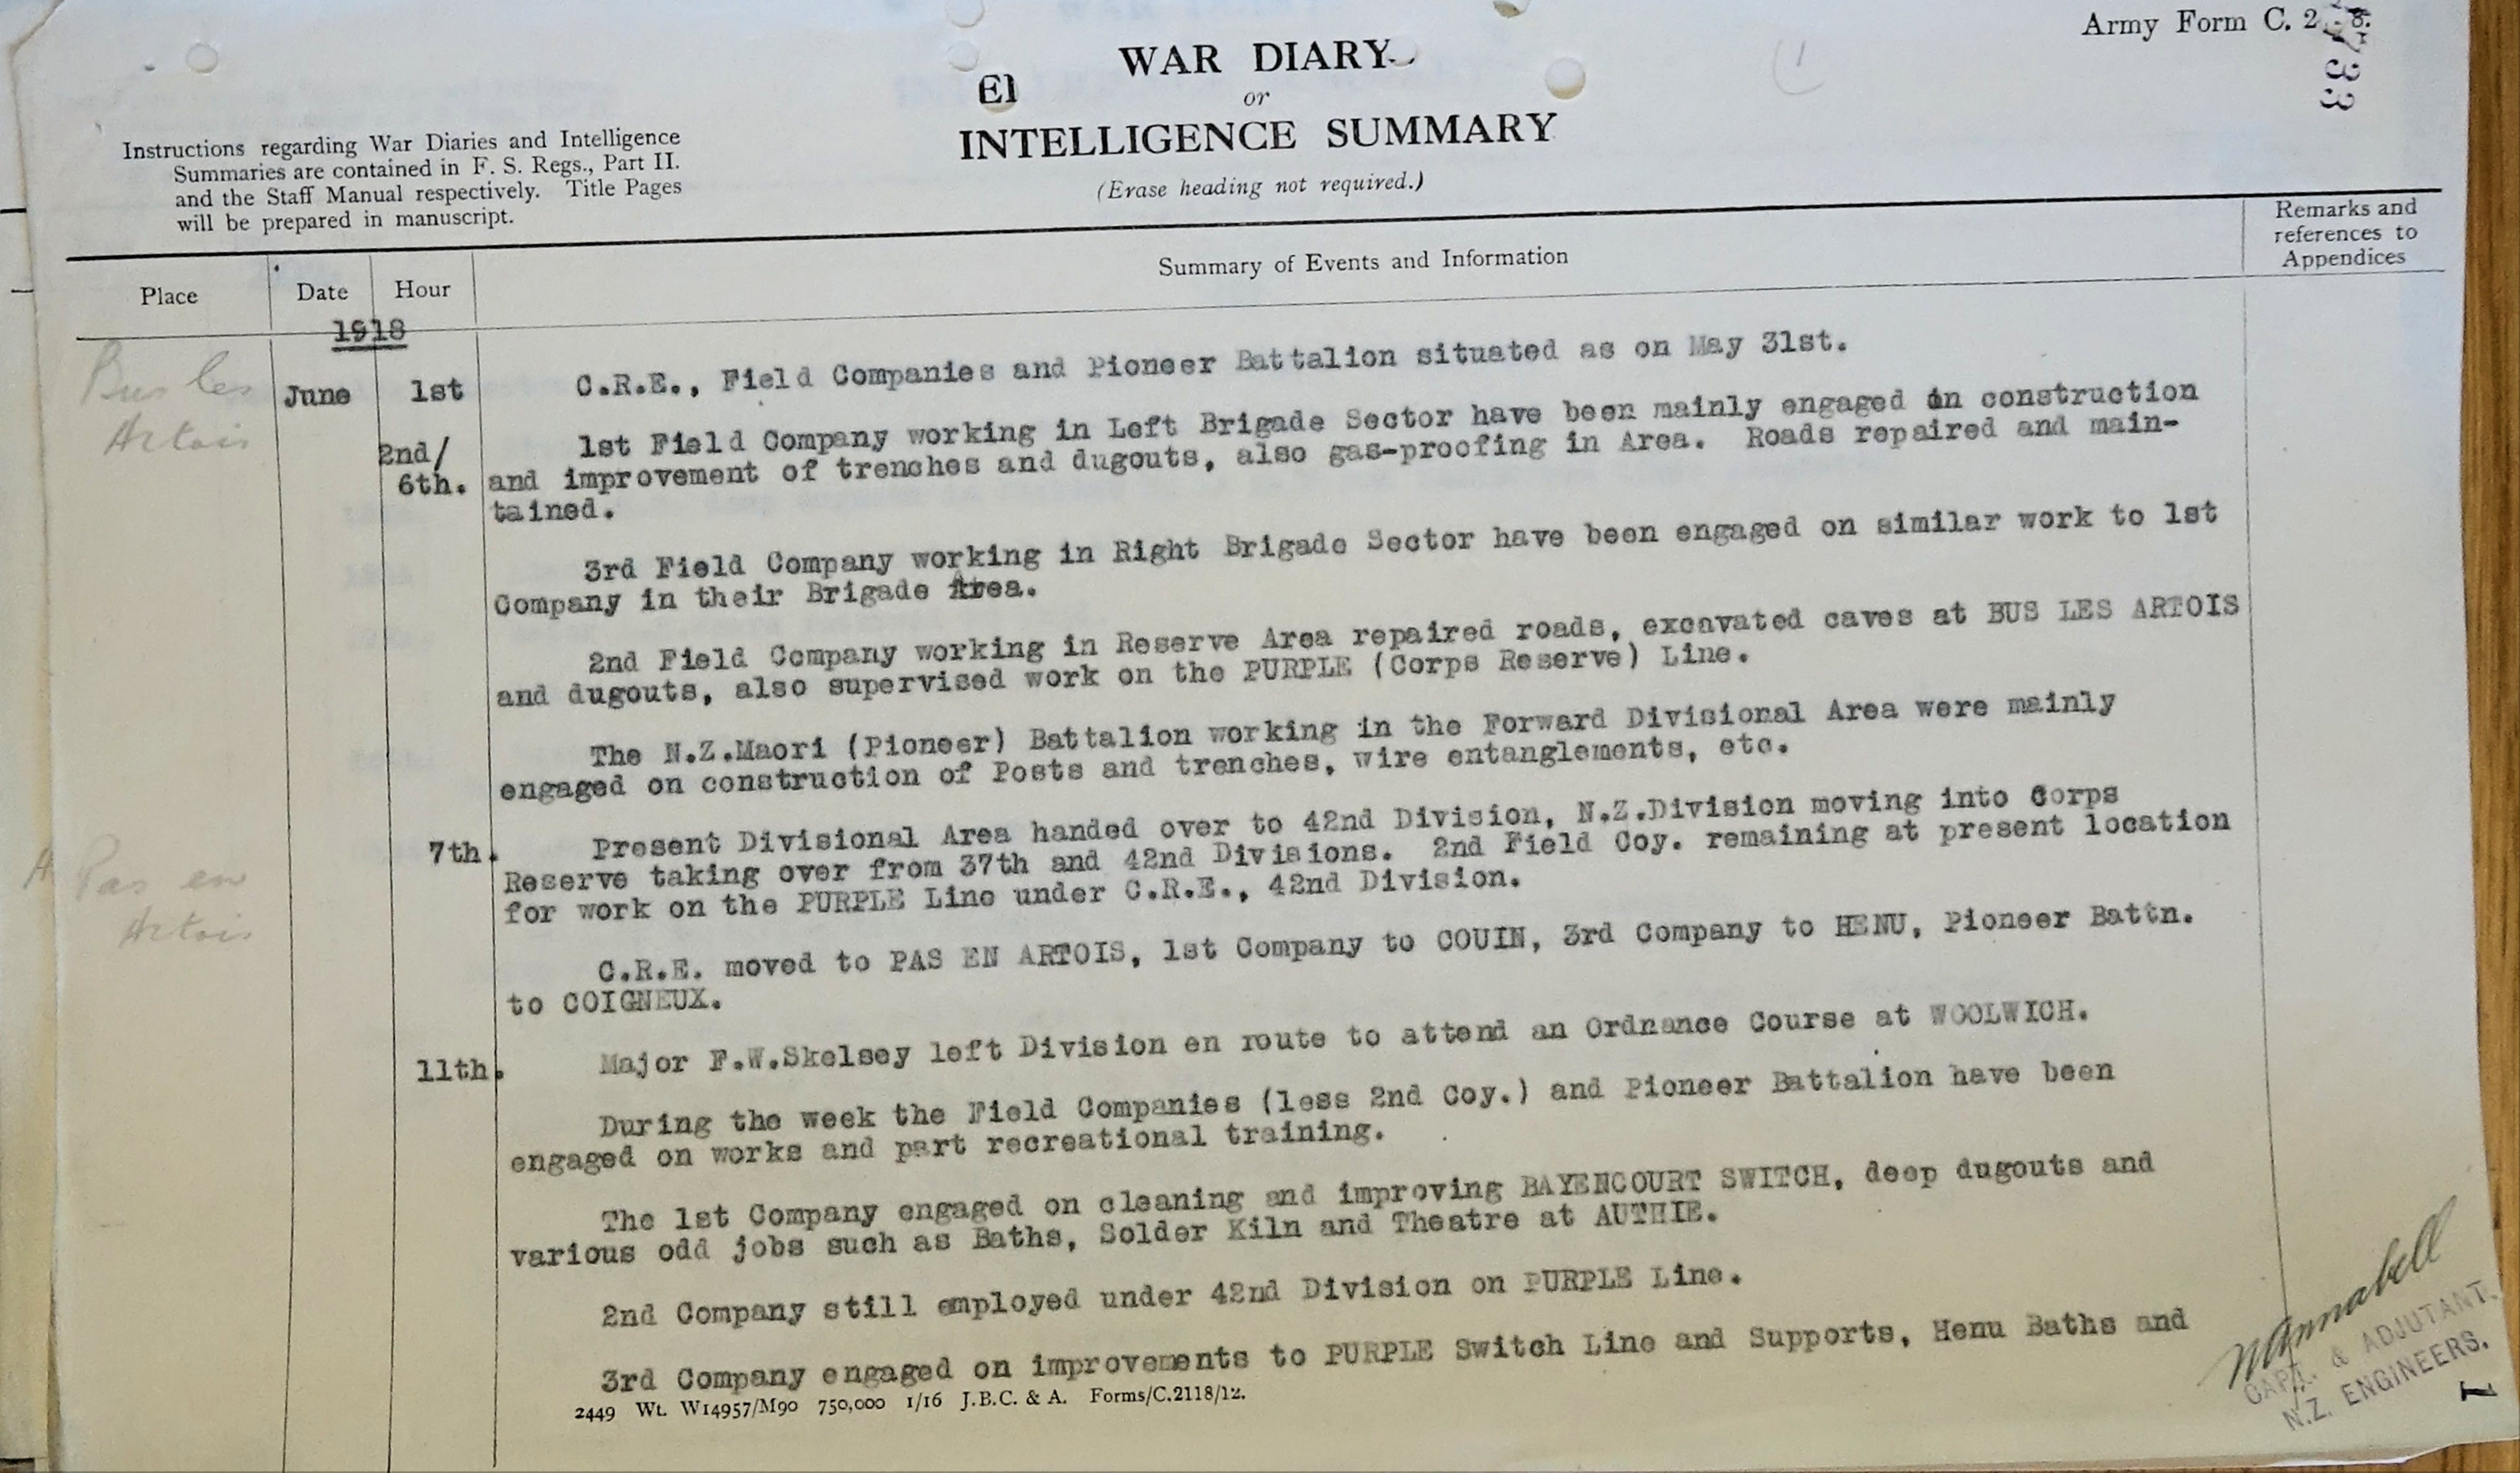 Army Form C. 2
WAR DIARY
or
INTELLIGENCE SUMMARY
(Erase heading not required.)
E1
733
1
Instructions regarding War Diaries and Intelligence
Summaries are contained in F. S. Regs., Part II.
and the Staff Manual respectively. Title Pages
will be prepared in manuscript.
Place
Date
Hour
Summary of Events and Information
Remarks and
references to
Appendices
1918
Bus les
Artois
June 1st C.R.E., Field Companies and Pioneer Battalion situated as on May 31st.
2nd/ 1st Field Company working in Left Brigade Sector have been mainly engaged in construction
6th. and improvement of trenches and dugouts, also gas-proofing in Area. Roads repaired and main-
tained.
3rd Field Company working in Right Brigade Sector have been engaged on similar work to 1st
Company in their Brigade Area.
2nd Field Company working in Reserve Area repaired roads, excavated caves at BUS LES ARTOIS
and dugouts, also supervised work on the PURPLE (Corps Reserve) Line.
The N.Z.Maori (Pioneer) Battalion working in the Forward Divisional Area were mainly
engaged on construction of Posts and trenches, wire entanglements, etc.
Pas en
Artois
7th. Present Divisional Area handed over to 42nd Division, N.Z.Division moving into Corps
Reserve taking over from 37th and 42nd Divisions. 2nd Field Coy. remaining at present location
for work on the PURPLE Line under C.R.E., 42nd Division.
C.R.E. moved to PAS EN ARTOIS, 1st Company to COUIN, 3rd Company to HENU, Pioneer Battn.
to COIGNEUX.
11th. Major F.W.Skelsey left Division en route to attend an Ordnance Course at WOOLWICH.
During the week the Field Companies (less 2nd Coy.) and Pioneer Battalion have been
engaged on works and part recreational training.
The 1st Company engaged on cleaning and improving BAYENCOURT SWITCH, deep dugouts and
various odd jobs such as Baths, Solder Kiln and Theatre at AUTHIE.
2nd Company still employed under 42nd Division on PURPLE Line.
3rd Company engaged on improvements to PURPLE Switch Line and Supports, Henu Baths and
2449 Wt. W14957/M90 750,000 1/16 J.B.C. & A. Forms/C.2118/12.
NAnnabell
CAPT. & ADJUTANT.
N.Z. ENGINEERS.
1